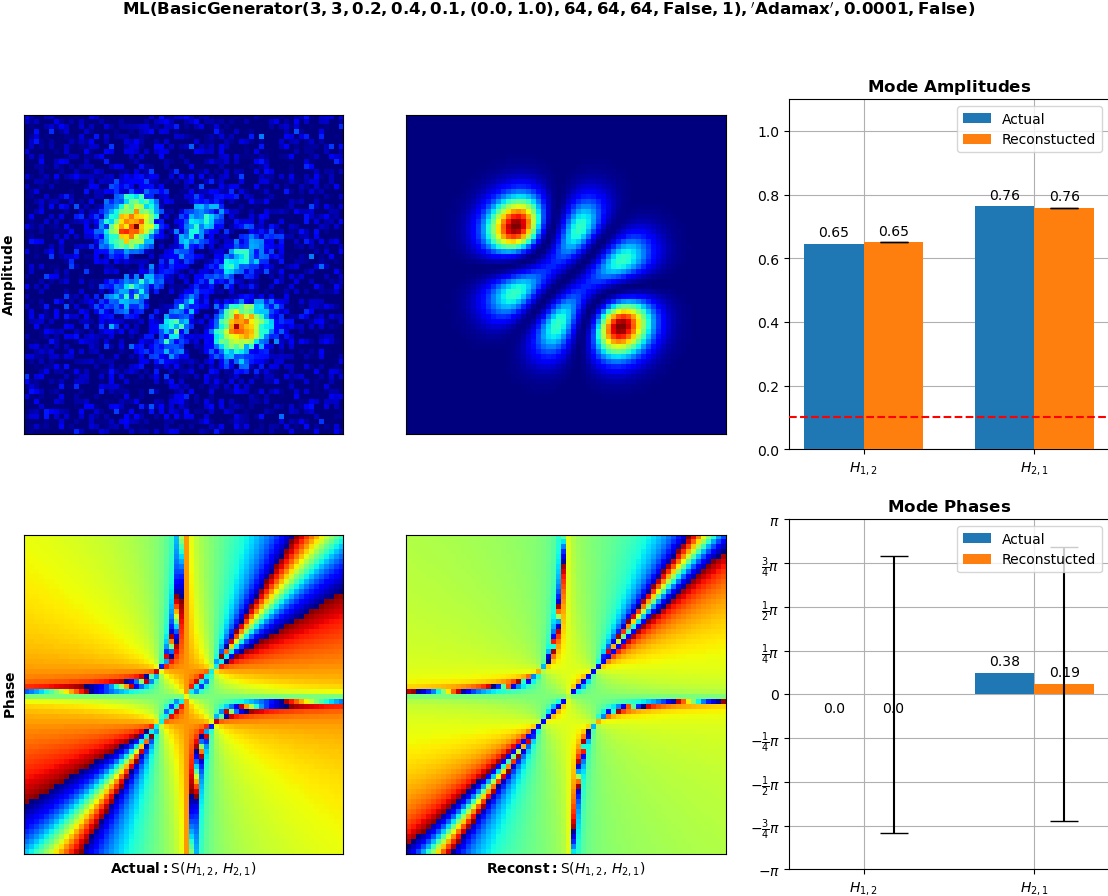 ML(BasicGenerator(3, 3, 0.2, 0.4, 0.1, (0.0, 1.0), 64, 64, 64, False, 1), ′Adamax′, 0.0001, False)
Amplitude
Mode Amplitudes
Actual
Reconstucted
1.0
0.8
0.6
0.4
0.2
0.0
0.65
0.65
0.76
0.76
H1, 2
H2, 1
Phase
Actual: S(H1, 2, H2, 1)
Reconst: S(H1, 2, H2, 1)
Mode Phases
Actual
Reconstucted
π
3/4π
1/2π
1/4π
0
−1/4π
−1/2π
−3/4π
−π
0.0
0.0
0.38
0.19
H1, 2
H2, 1